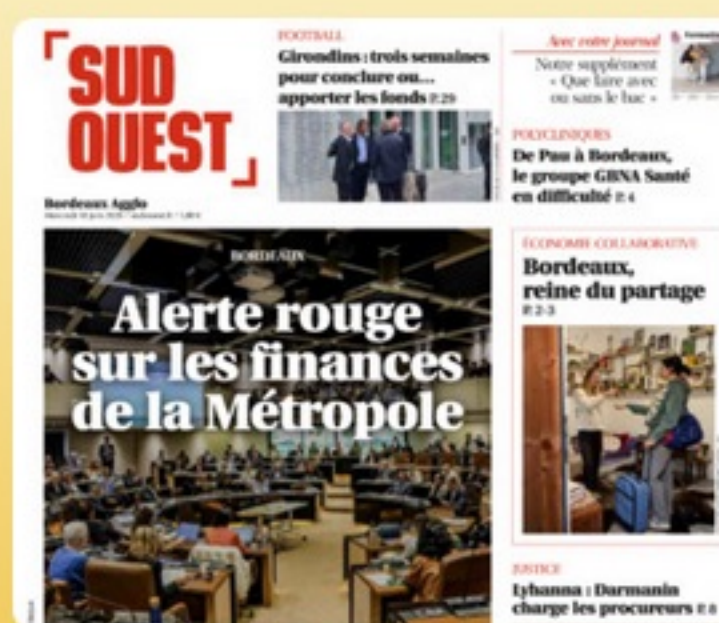 SUD
OUEST
Bordeaux Agglo
FOOTBALL
Girondins : trois semaines
pour conclure ou…
apporter les fonds P. 29
Avec votre journal
Notre supplément
« Que faire avec
ou sans le bac »
POLYCLINIQUES
De Pau à Bordeaux,
le groupe GBNA Santé
en difficulté P. 4
BORDEAUX
Alerte rouge
sur les finances
de la Métropole
ÉCONOMIE COLLABORATIVE
Bordeaux,
reine du partage
P. 2-3
JUSTICE
Lyhanna : Darmanin
charge les procureurs P. 8